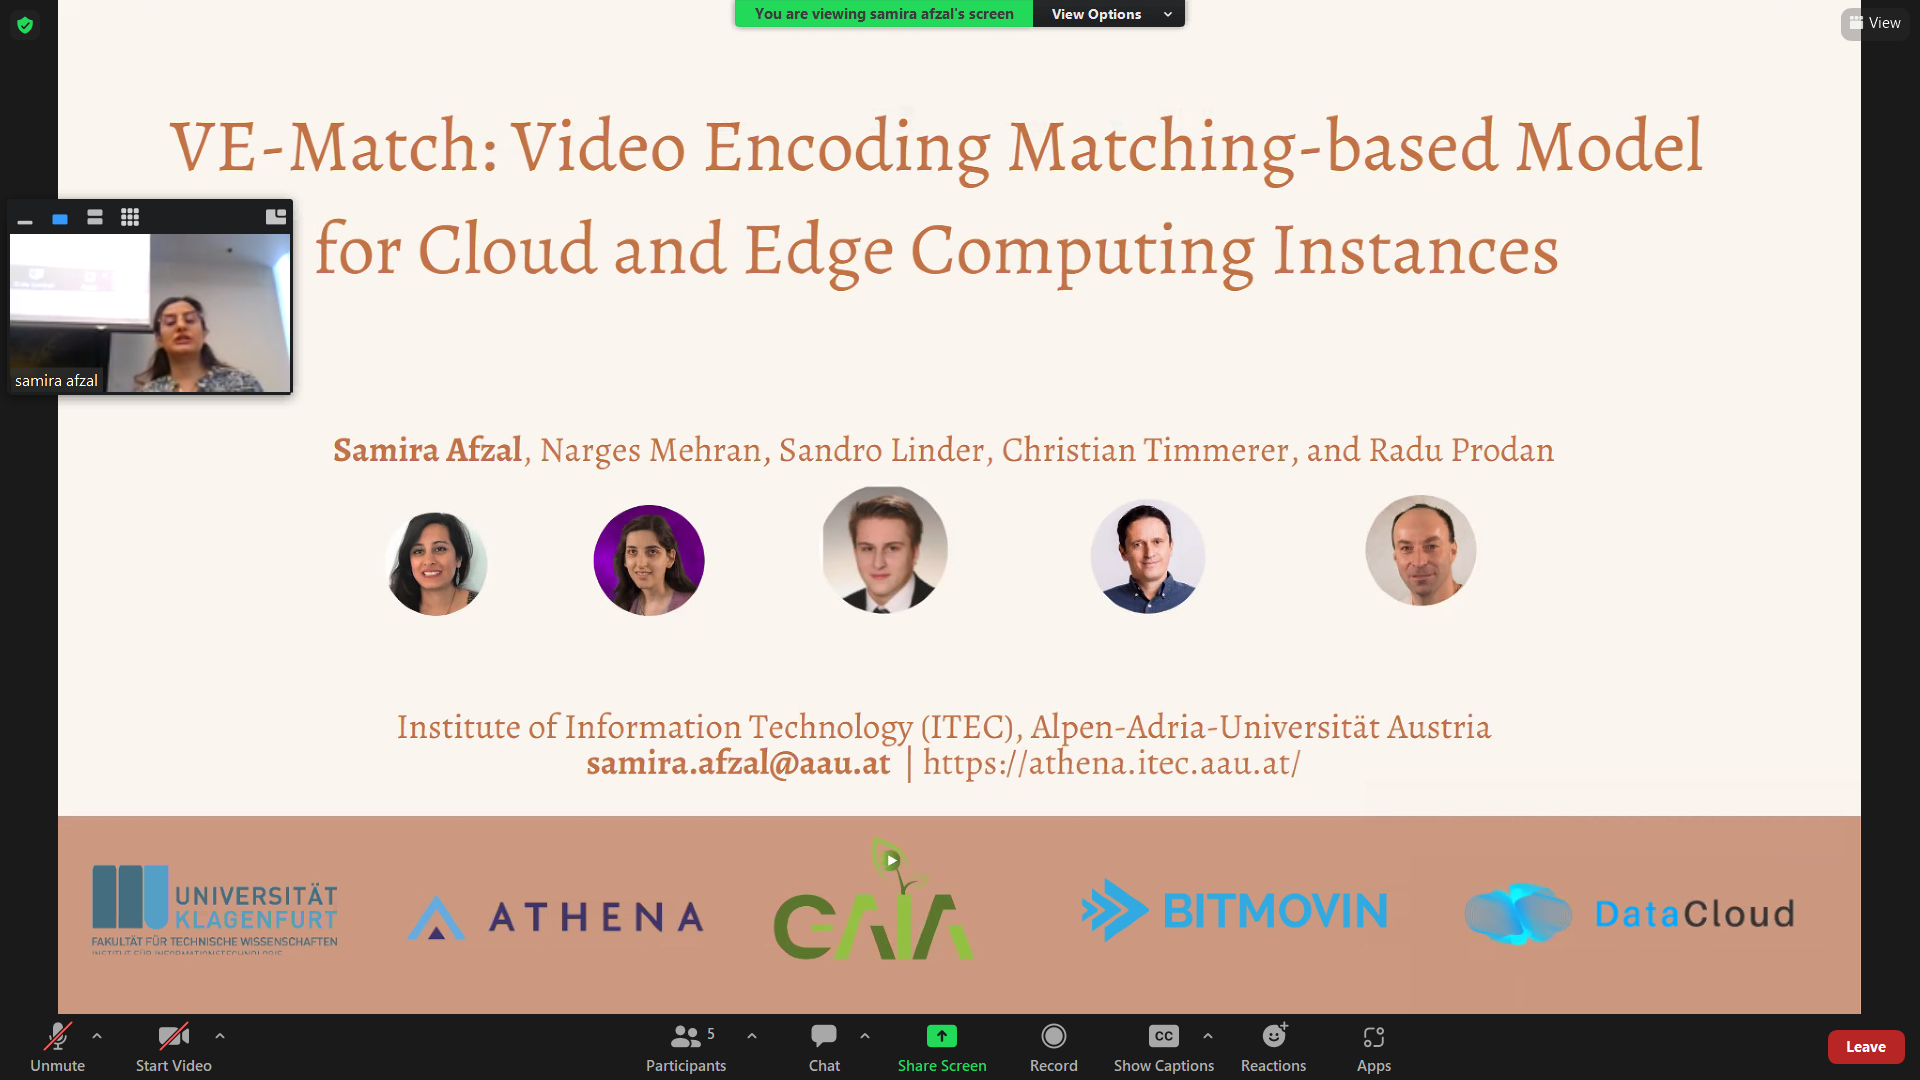 You are viewing samira afzal's screen
View Options
View
VE-Match: Video Encoding Matching-based Model
for Cloud and Edge Computing Instances
samira afzal
Samira Afzal, Narges Mehran, Sandro Linder, Christian Timmerer, and Radu Prodan
Institute of Information Technology (ITEC), Alpen-Adria-Universität Austria
samira.afzal@aau.at | https://athena.itec.aau.at/
UNIVERSITÄT
KLAGENFURT
FAKULTÄT FÜR TECHNISCHE WISSENSCHAFTEN
INSTITUT FÜR INFORMATIONSTECHNOLOGIE
ATHENA
GAIA
BITMOVIN
DataCloud
Unmute
Start Video
5
Participants
Chat
Share Screen
Record
CC
Show Captions
Reactions
Apps
Leave